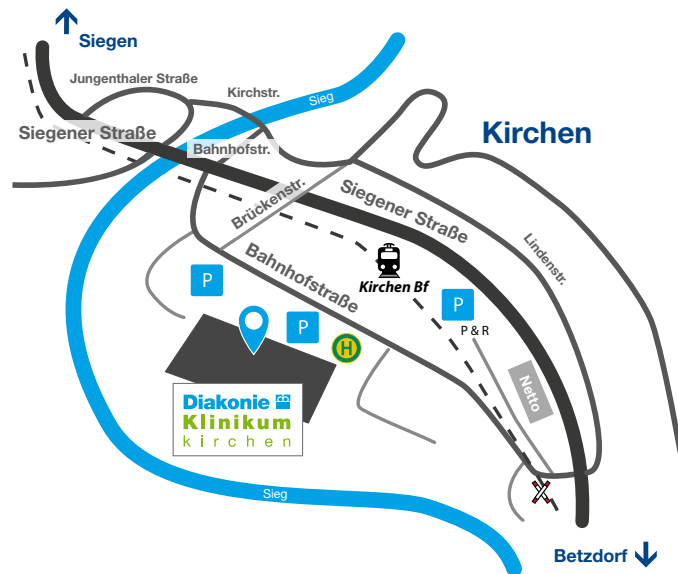 Siegen
Jungenthaler Straße
Kirchstr.
Sieg
Siegener Straße
Kirchen
Bahnhofstr.
Brückenstr.
Siegener Straße
Lindenstr.
Bahnhofstraße
Kirchen Bf
P
P
P
P & R
H
Netto
Diakonie
Klinikum
kirchen
Sieg
Betzdorf